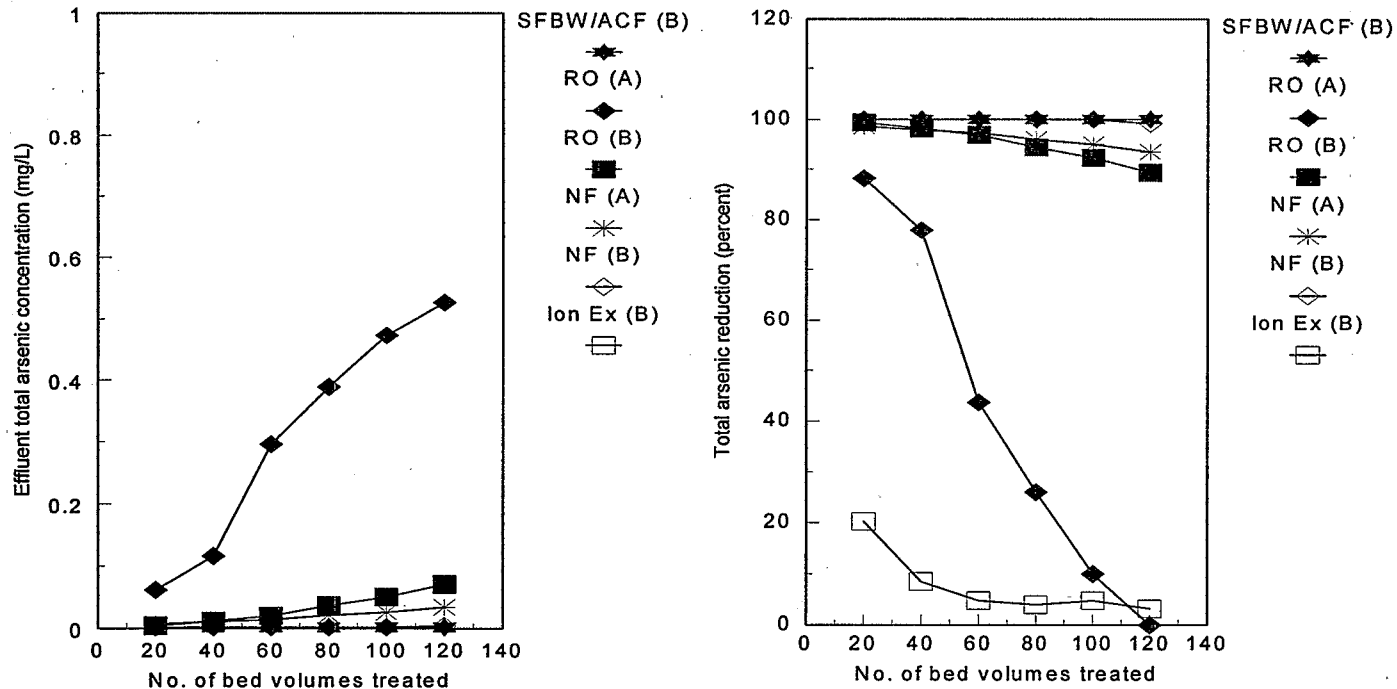 Effluent total arsenic concentration (mg/L)
1
0.8
0.6
0.4
0.2
0
0 20 40 60 80 100 120 140
No. of bed volumes treated
SFBW/ACF (B)
RO (A)
RO (B)
NF (A)
NF (B)
Ion Ex (B)
Total arsenic reduction (percent)
120
100
80
60
40
20
0
0 20 40 60 80 100 120 140
No. of bed volumes treated
SFBW/ACF (B)
RO (A)
RO (B)
NF (A)
NF (B)
Ion Ex (B)